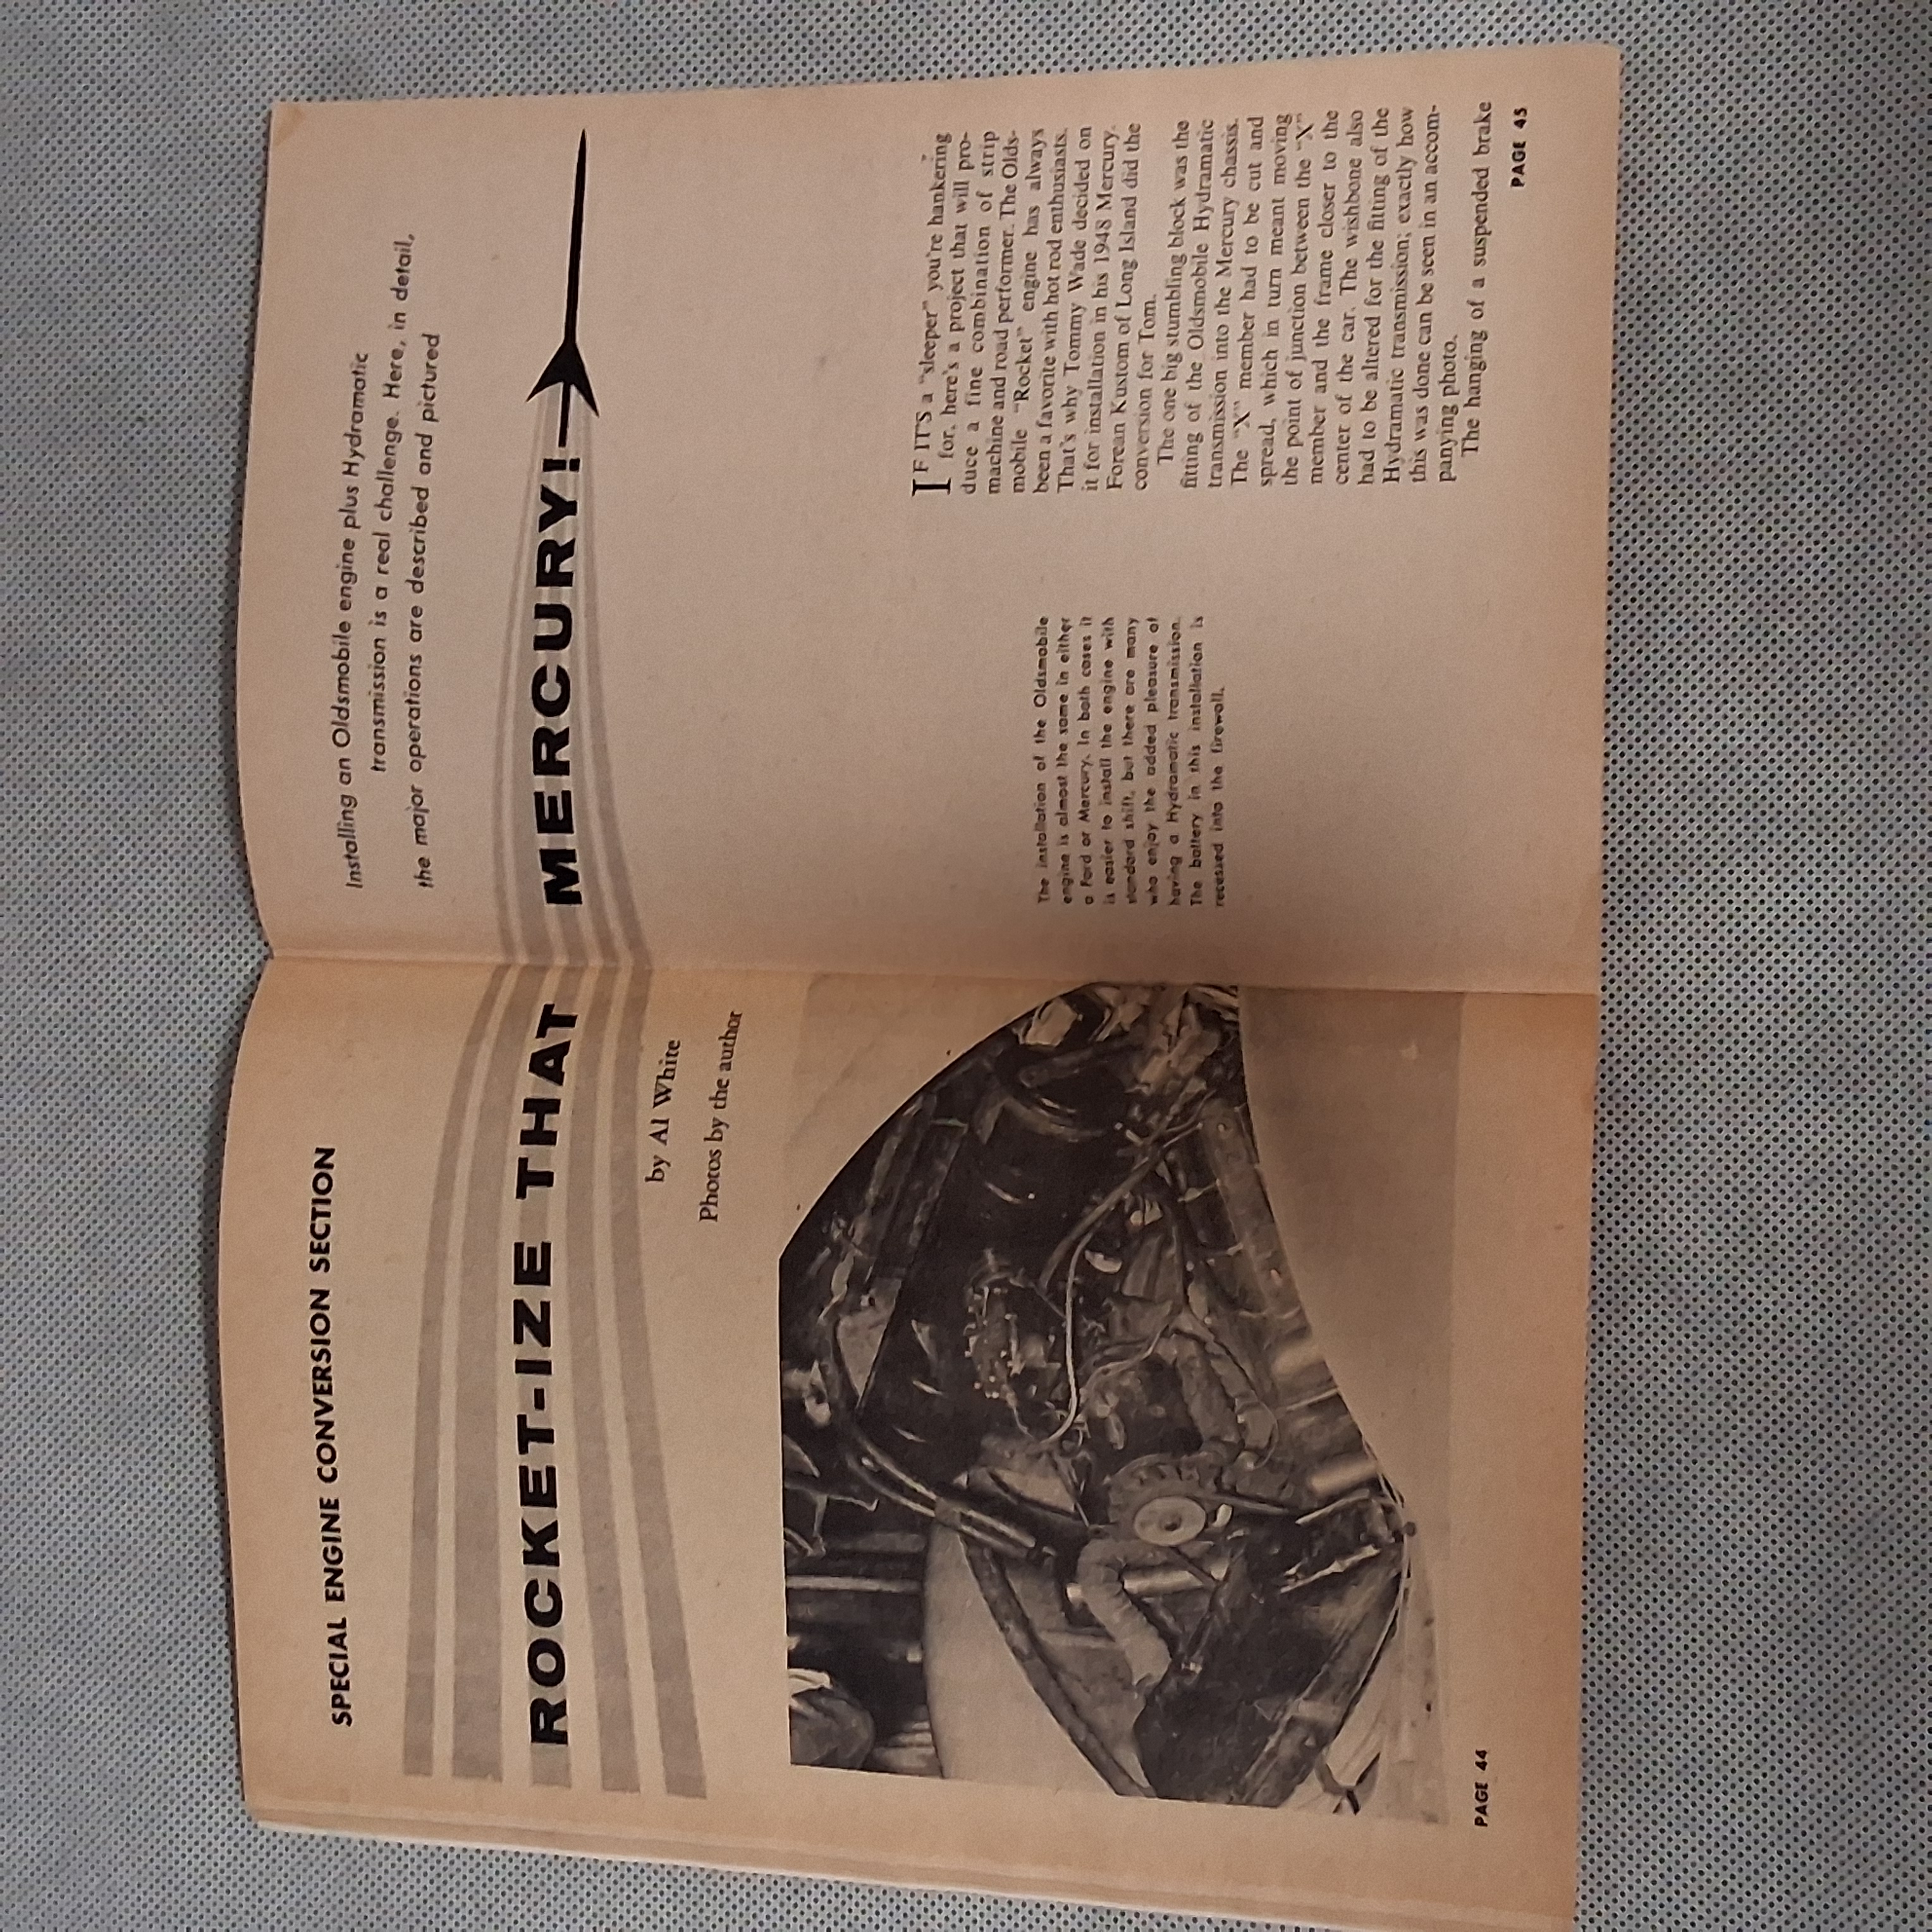 SPECIAL ENGINE CONVERSION SECTION
ROCKET-IZE THAT MERCURY!
by Al White
Photos by the author
PAGE 44
Installing an Oldsmobile engine plus Hydramatic
transmission is a real challenge. Here, in detail,
the major operations are described and pictured
The installation of the Oldsmobile
engine is almost the same in either
a Ford or Mercury. In both cases it
is easier to install the engine with
standard shift, but there are many
who enjoy the added pleasure of
having a Hydramatic transmission.
The battery in this installation is
recessed into the firewall.
IF IT'S a "sleeper" you're hankering
for, here's a project that will pro-
duce a fine combination of strip
machine and road performer. The Olds-
mobile "Rocket" engine has always
been a favorite with hot rod enthusiasts.
That's why Tommy Wade decided on
it for installation in his 1948 Mercury.
Forean Kustom of Long Island did the
conversion for Tom.
The one big stumbling block was the
fitting of the Oldsmobile Hydramatic
transmission into the Mercury chassis.
The "X" member had to be cut and
spread, which in turn meant moving
the point of junction between the "X"
member and the frame closer to the
center of the car. The wishbone also
had to be altered for the fitting of the
Hydramatic transmission; exactly how
this was done can be seen in an accom-
panying photo.
The hanging of a suspended brake
PAGE 45